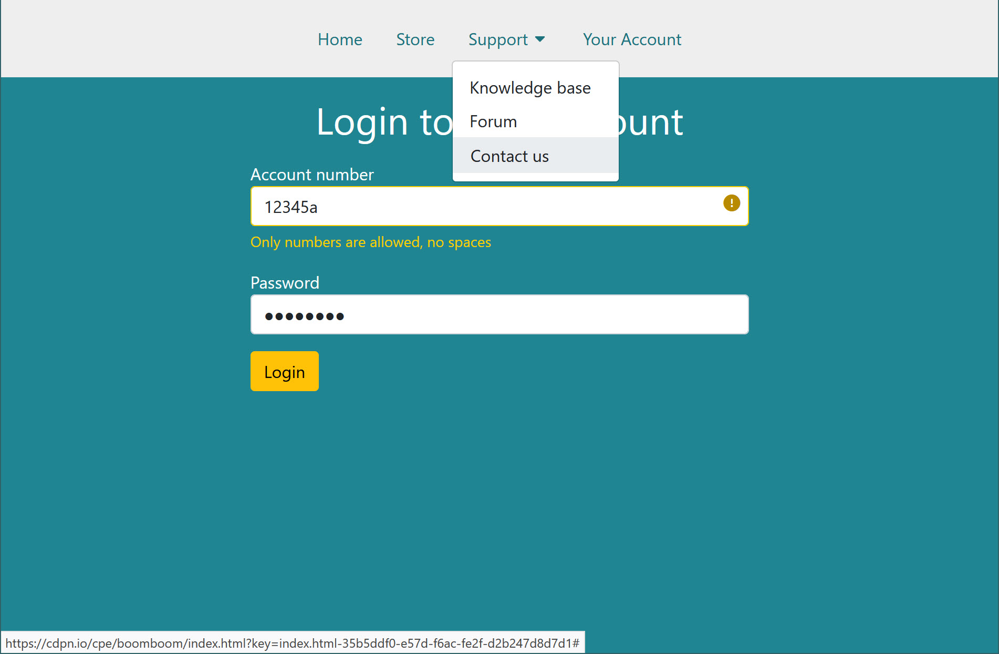 Home Store Support Your Account
Knowledge base
Forum
Contact us
Login to ount
Account number
12345a
Only numbers are allowed, no spaces
Password
Login
https://cdpn.io/cpe/boomboom/index.html?key=index.html-35b5ddf0-e57d-f6ac-fe2f-d2b247d8d7d1#